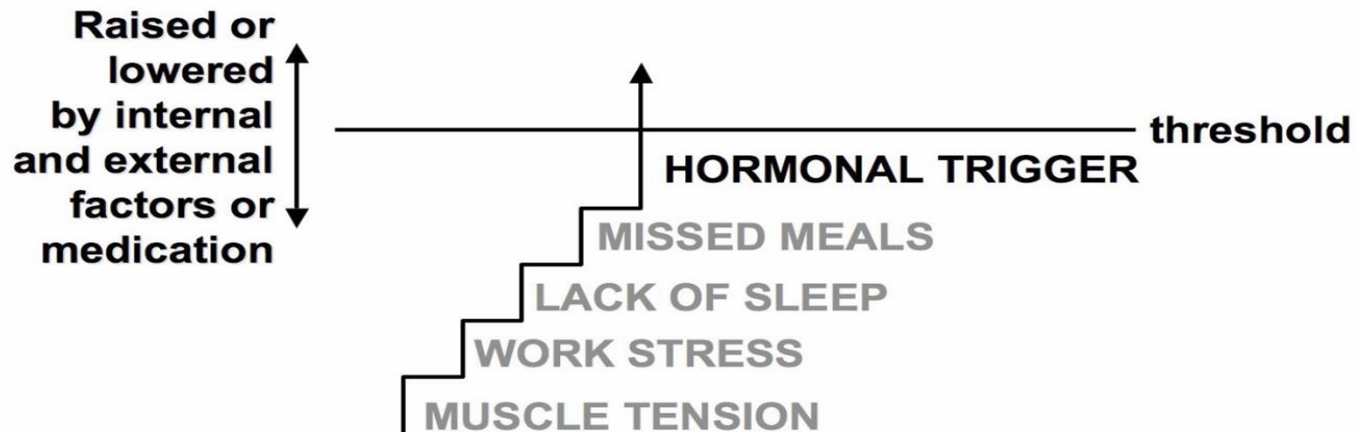 Raised or
lowered
by internal
and external
factors or
medication
threshold
HORMONAL TRIGGER
MISSED MEALS
LACK OF SLEEP
WORK STRESS
MUSCLE TENSION